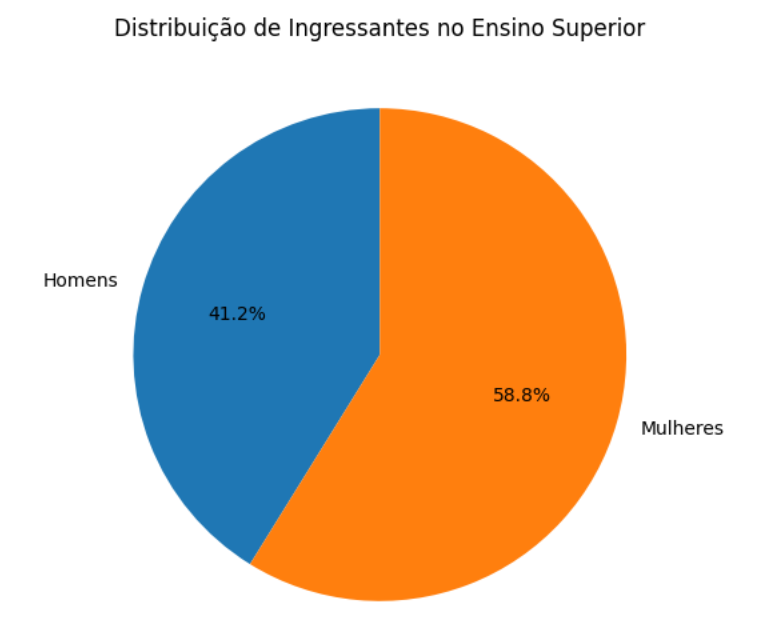 Distribuição de Ingressantes no Ensino Superior
Homens
41.2%
58.8%
Mulheres